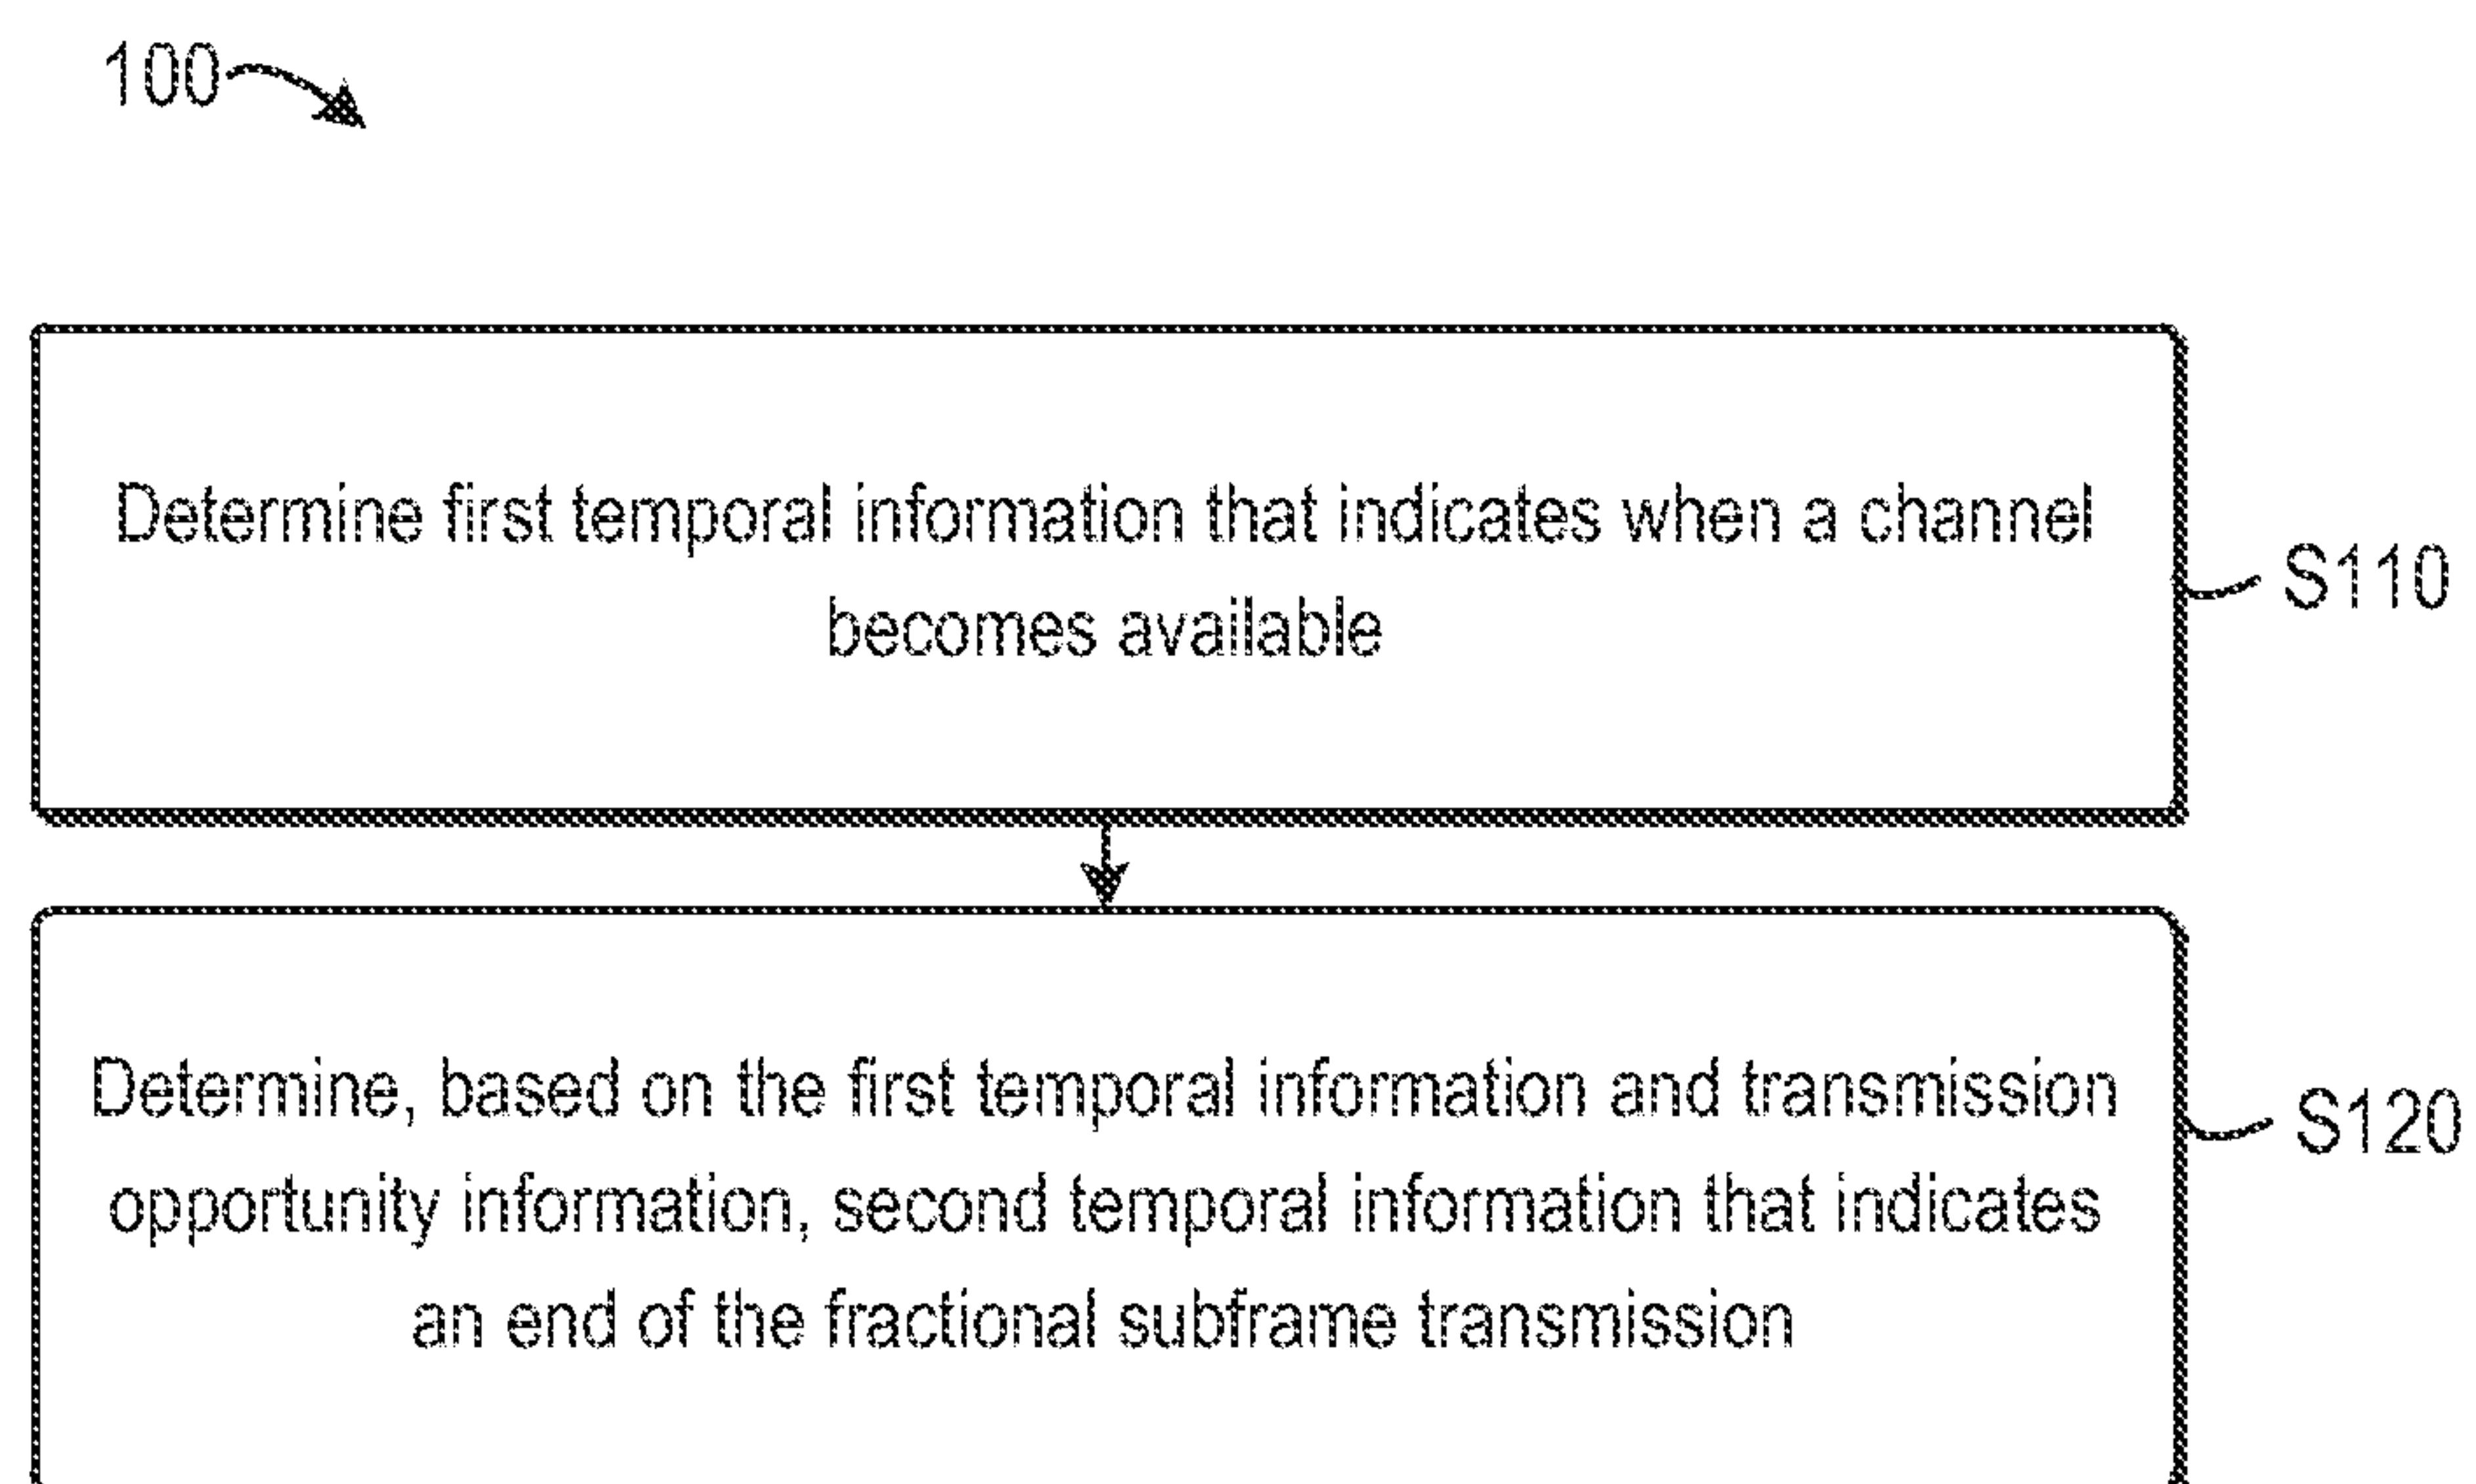 100
Determine first temporal information that indicates when a channel
becomes available
S110
Determine, based on the first temporal information and transmission
opportunity information, second temporal information that indicates
an end of the fractional subframe transmission
S120